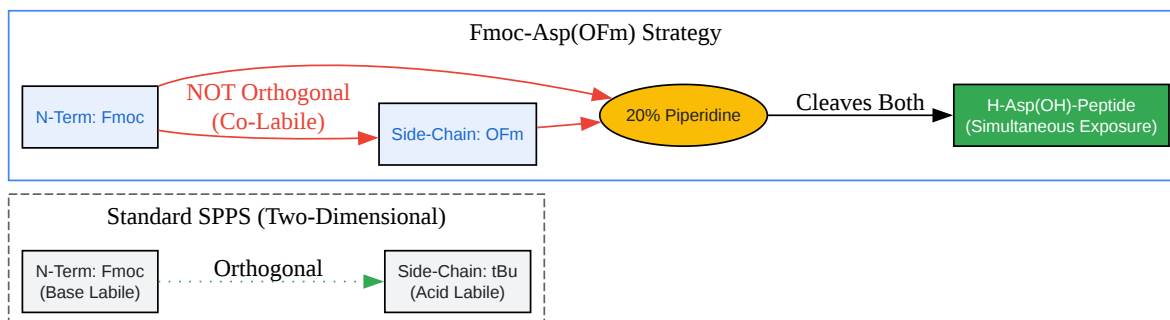 Fmoc-Asp(OFm) Strategy
N-Term: Fmoc
NOT Orthogonal
(Co-Labile)
Side-Chain: OFm
20% Piperidine
Cleaves Both
H-Asp(OH)-Peptide
(Simultaneous Exposure)
Standard SPPS (Two-Dimensional)
N-Term: Fmoc
(Base Labile)
Orthogonal
Side-Chain: tBu
(Acid Labile)